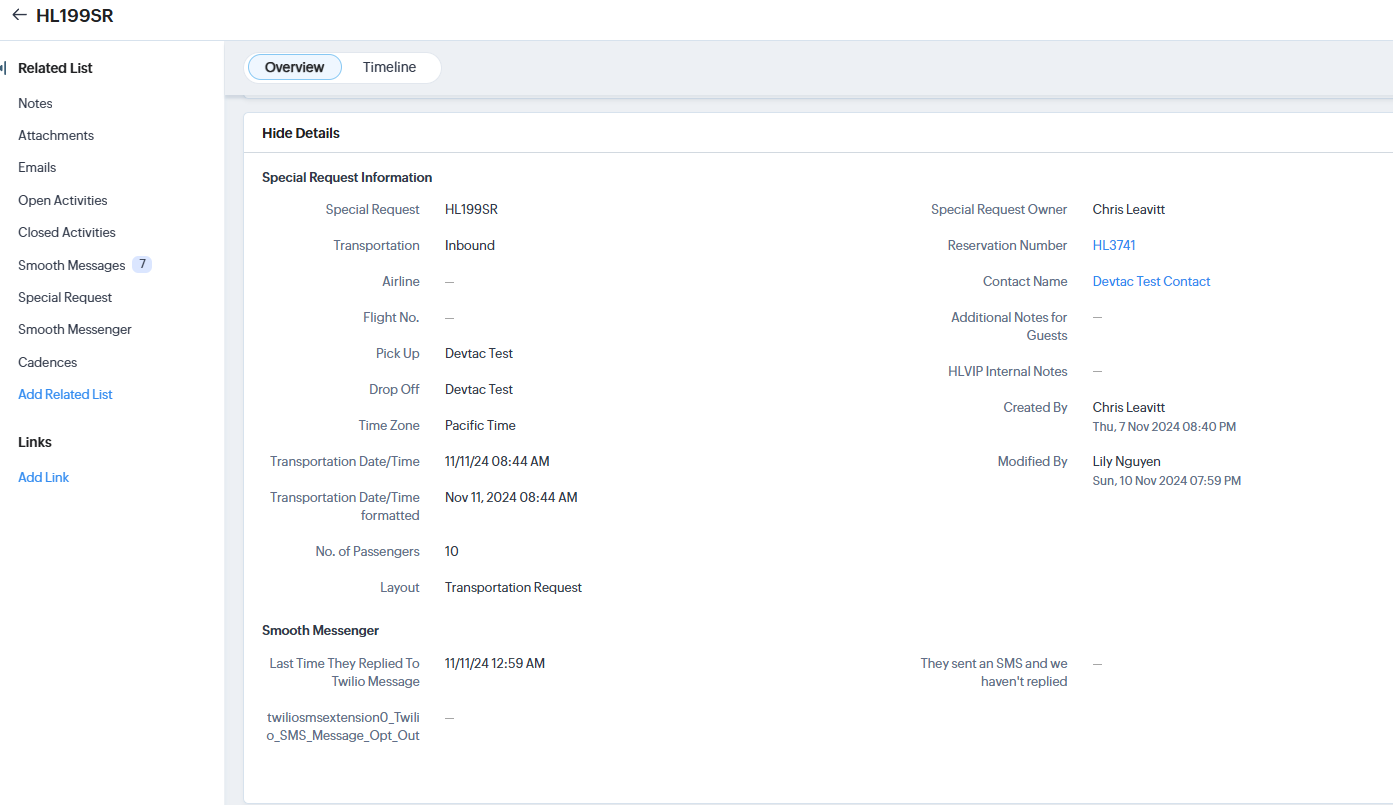 HL199SR
Related List
Notes
Attachments
Emails
Open Activities
Closed Activities
Smooth Messages 7
Special Request
Smooth Messenger
Cadences
Add Related List
Links
Add Link
Overview Timeline
Hide Details
Special Request Information
Special Request HL199SR
Transportation Inbound
Airline —
Flight No. —
Pick Up Devtac Test
Drop Off Devtac Test
Time Zone Pacific Time
Transportation Date/Time 11/11/24 08:44 AM
Transportation Date/Time Nov 11, 2024 08:44 AM
formatted
No. of Passengers 10
Layout Transportation Request
Special Request Owner Chris Leavitt
Reservation Number HL3741
Contact Name Devtac Test Contact
Additional Notes for —
Guests
HLVIP Internal Notes —
Created By Chris Leavitt
Thu, 7 Nov 2024 08:40 PM
Modified By Lily Nguyen
Sun, 10 Nov 2024 07:59 PM
Smooth Messenger
Last Time They Replied To 11/11/24 12:59 AM
Twilio Message
twiliosmsextension0_Twili —
o_SMS_Message_Opt_Out
They sent an SMS and we —
haven't replied